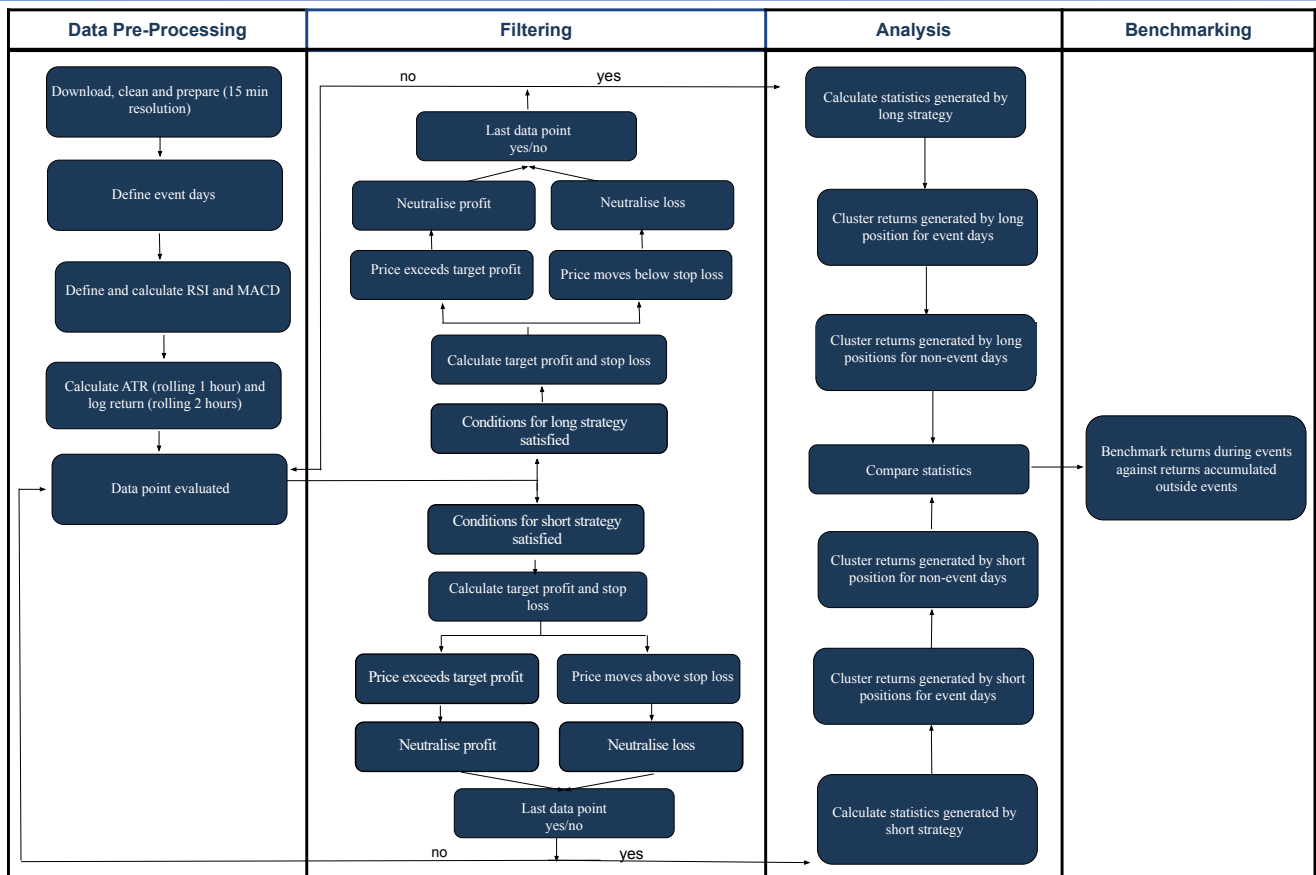 Data Pre-Processing
Filtering
Analysis
Benchmarking
Download, clean and prepare (15 min
resolution)
Define event days
Define and calculate RSI and MACD
Calculate ATR (rolling 1 hour) and
log return (rolling 2 hours)
Data point evaluated
no
yes
Last data point
yes/no
Neutralise profit
Neutralise loss
Price exceeds target profit
Price moves below stop loss
Calculate target profit and stop loss
Conditions for long strategy
satisfied
Conditions for short strategy
satisfied
Calculate target profit and stop
loss
Price exceeds target profit
Price moves above stop loss
Neutralise profit
Neutralise loss
Last data point
yes/no
no
yes
Calculate statistics generated by
long strategy
Cluster returns generated by long
position for event days
Cluster returns generated by long
positions for non-event days
Compare statistics
Cluster returns generated by short
position for non-event days
Cluster returns generated by short
positions for event days
Calculate statistics generated by
short strategy
Benchmark returns during events
against returns accumulated
outside events